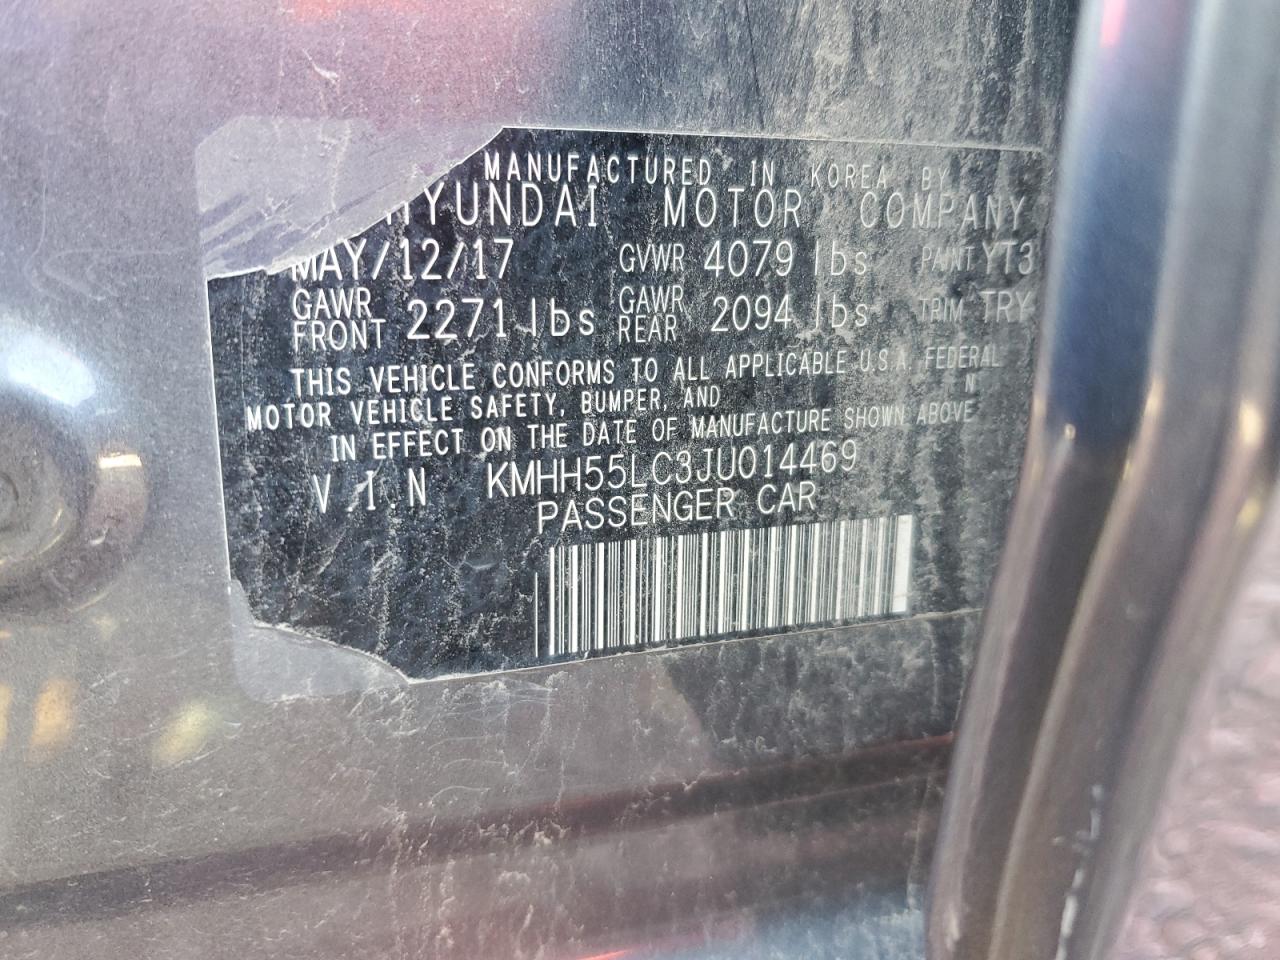 MANUFACTURED IN KOREA BY
HYUNDAI MOTOR COMPANY
MAY/12/17 GVWR 4079 lbs PAINT YT3
GAWR FRONT 2271 lbs GAWR REAR 2094 lbs TRIM TRY
THIS VEHICLE CONFORMS TO ALL APPLICABLE U.S.A. FEDERAL
N
MOTOR VEHICLE SAFETY, BUMPER, AND
IN EFFECT ON THE DATE OF MANUFACTURE SHOWN ABOVE
VIN KMHH55LC3JU014469
PASSENGER CAR